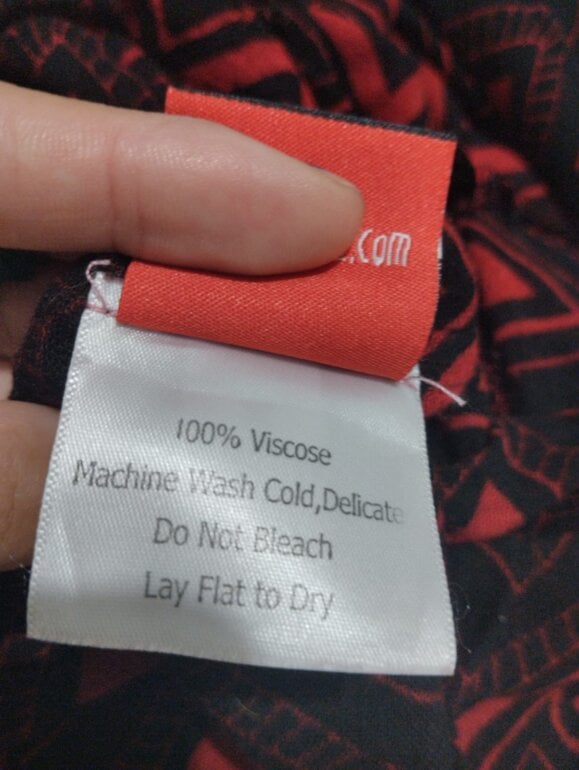 .Com
100% Viscose
Machine Wash Cold,Delicate
Do Not Bleach
Lay Flat to Dry